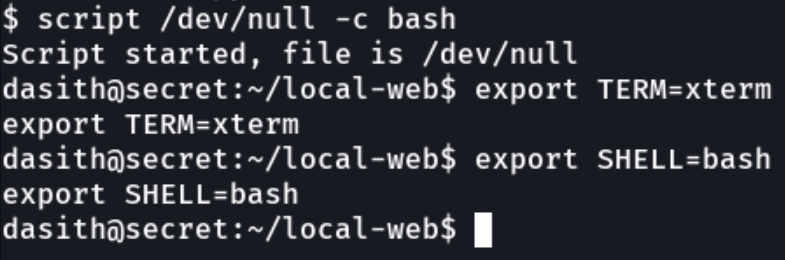 $ script /dev/null -c bash
Script started, file is /dev/null
dasith@secret:~/local-web$ export TERM=xterm
export TERM=xterm
dasith@secret:~/local-web$ export SHELL=bash
export SHELL=bash
dasith@secret:~/local-web$